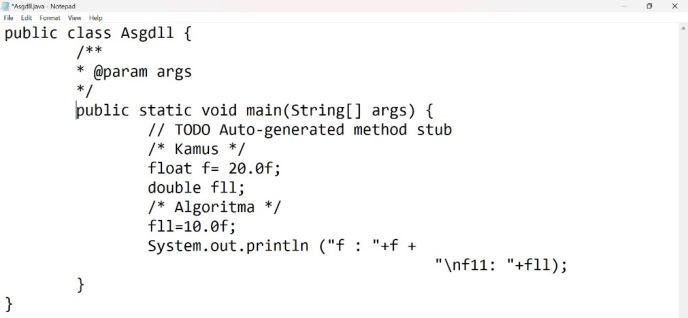 *Asgdll.java - Notepad
File Edit Format View Help
public class Asgdll {
/**
* @param args
*/
public static void main(String[] args) {
// TODO Auto-generated method stub
/* Kamus */
float f= 20.0f;
double fll;
/* Algoritma */
fll=10.0f;
System.out.println ("f : "+f +
"\nf11: "+fll);
}
}